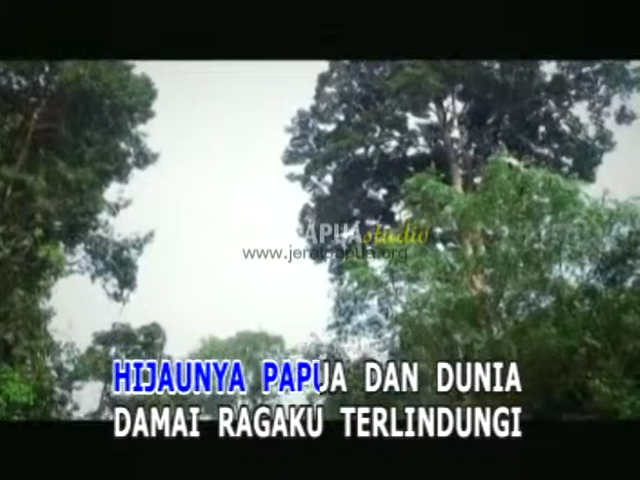 PAPUA studio
www.jeratpapua.org
HIJAUNYA PAPUA DAN DUNIA
DAMAI RAGAKU TERLINDUNGI